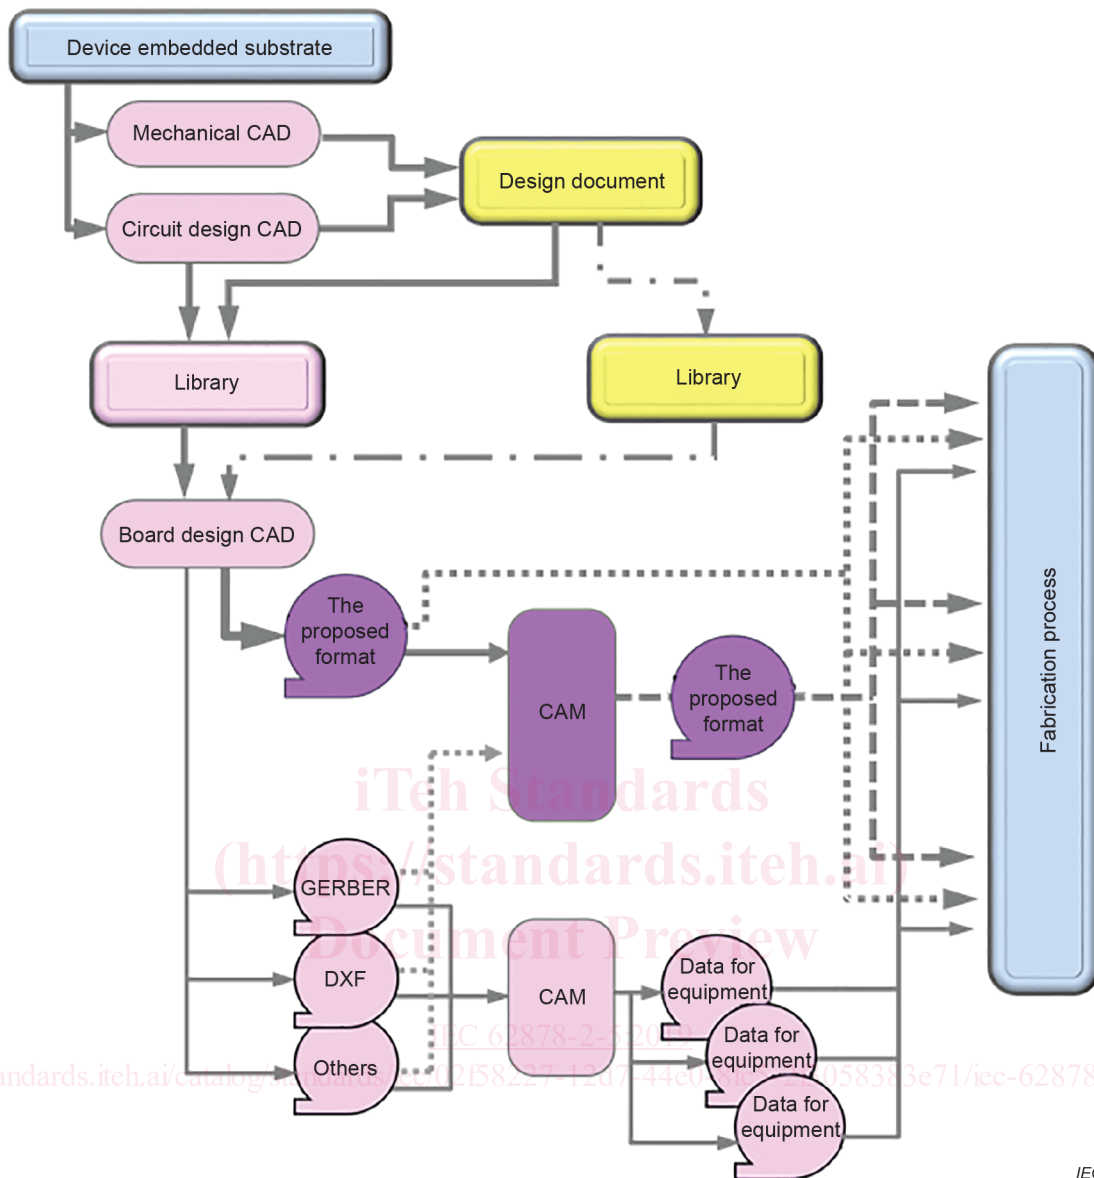 Device embedded substrate
Mechanical CAD
Design document
Circuit design CAD
Library
Library
Board design CAD
The
proposed
format
CAM
The
proposed
format
Fabrication process
iTeh Standards
(https://standards.iteh.ai)
Document Preview
GERBER
DXF
Others
CAM
Data for
equipment
Data for
equipment
Data for
equipment
IEC 62878-2-5:2019
IEC